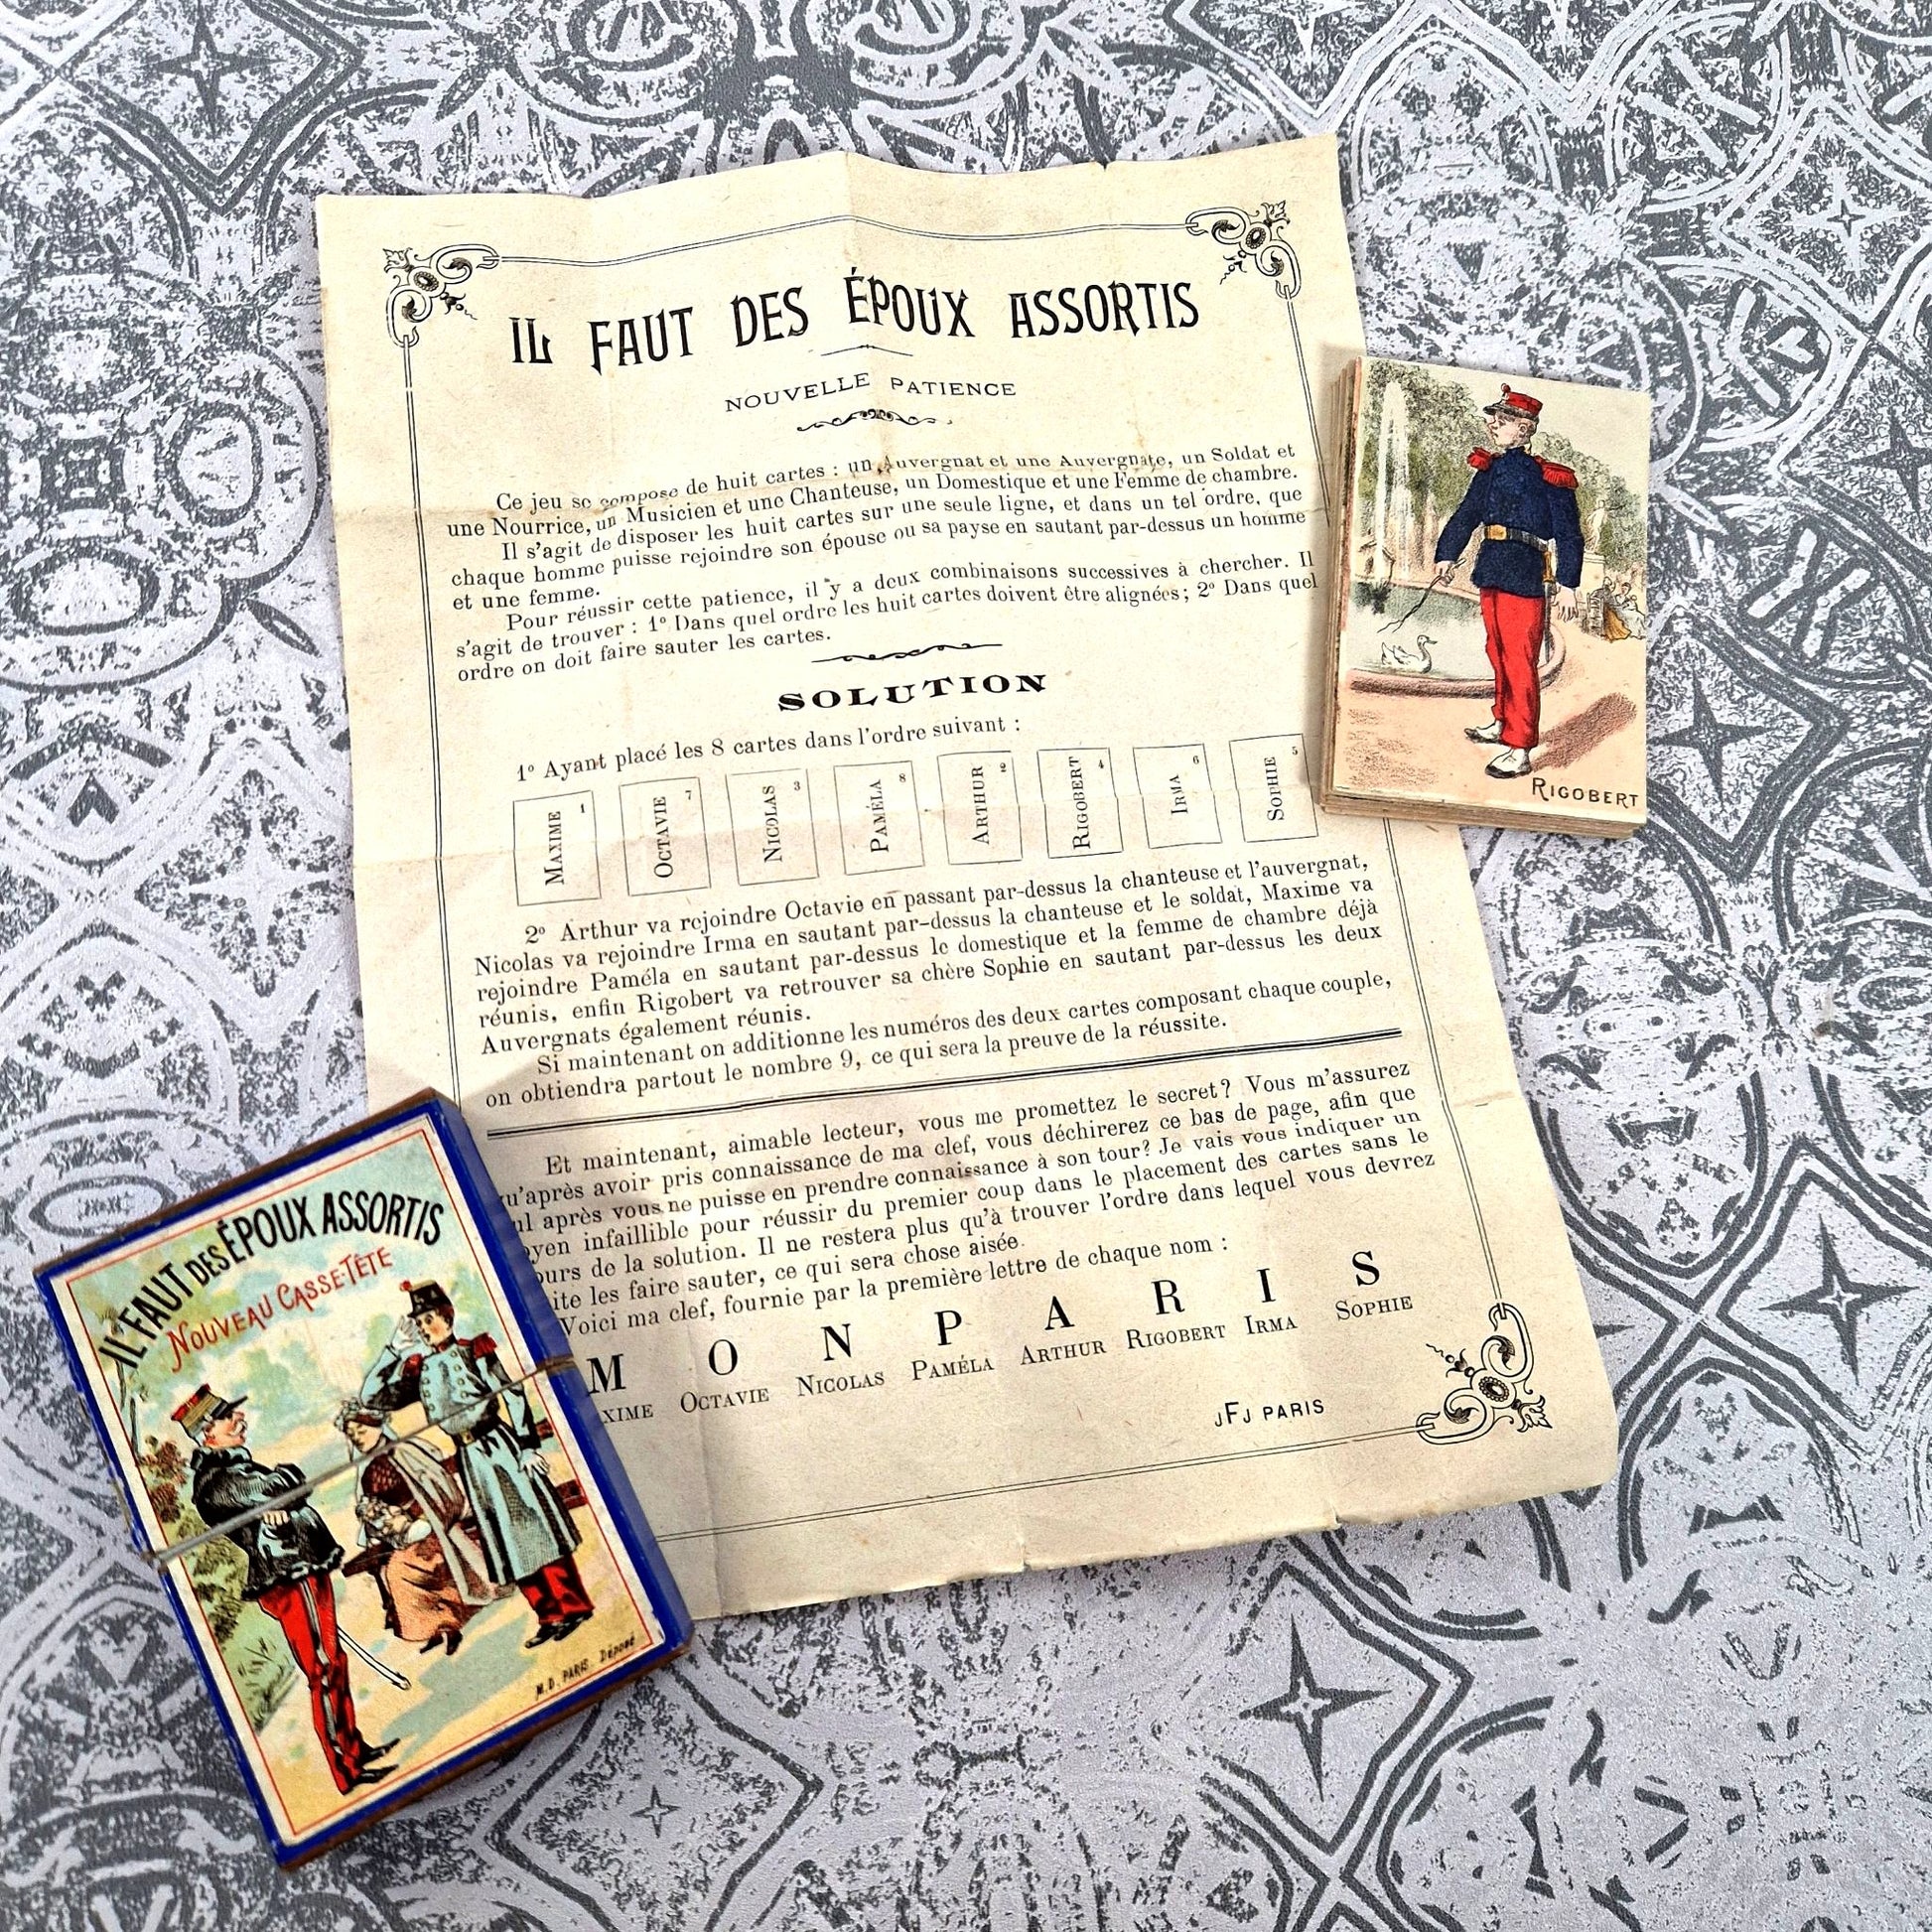 IL FAUT DES ÉPOUX ASSORTIS
NOUVELLE PATIENCE
Ce jeu se compose de huit cartes : un Auvergnat et une Auvergnate, un Soldat et
une Nourrice, un Musicien et une Chanteuse, un Domestique et une Femme de chambre.
Il s'agit de disposer les huit cartes sur une seule ligne, et dans un tel ordre, que
chaque homme puisse rejoindre son épouse ou sa payse en sautant par-dessus un homme
et une femme.
Pour réussir cette patience, il y a deux combinaisons successives à chercher. Il
s'agit de trouver : 1º Dans quel ordre les huit cartes doivent être alignées; 2º Dans quel
ordre on doit faire sauter les cartes.
SOLUTION
1º Ayant placé les 8 cartes dans l'ordre suivant :
MAXIME 1
OCTAVIE 7
NICOLAS 3
PAMÉLA 8
ARTHUR 2
RIGOBERT 4
IRMA 6
SOPHIE 5
2º Arthur va rejoindre Octavie en passant par-dessus la chanteuse et l'auvergnat,
Nicolas va rejoindre Irma en sautant par-dessus la chanteuse et le soldat, Maxime va
rejoindre Paméla en sautant par-dessus le domestique et la femme de chambre déjà
réunis, enfin Rigobert va retrouver sa chère Sophie en sautant par-dessus les deux
Auvergnats également réunis.
Si maintenant on additionne les numéros des deux cartes composant chaque couple,
on obtiendra partout le nombre 9, ce qui sera la preuve de la réussite.
Et maintenant, aimable lecteur, vous me promettez le secret? Vous m'assurez
u'après avoir pris connaissance de ma clef, vous déchirerez ce bas de page, afin que
ul après vous ne puisse en prendre connaissance à son tour? Je vais vous indiquer un
yen infaillible pour réussir du premier coup dans le placement des cartes sans le
ours de la solution. Il ne restera plus qu'à trouver l'ordre dans lequel vous devrez
ite les faire sauter, ce qui sera chose aisée.
Voici ma clef, fournie par la première lettre de chaque nom :
M O N P A R I S
XIME OCTAVIE NICOLAS PAMÉLA ARTHUR RIGOBERT IRMA SOPHIE
JFJ PARIS
RIGOBERT
IL FAUT DES ÉPOUX ASSORTIS
NOUVEAU CASSE-TÊTE
M.D. PARIS. Déposé